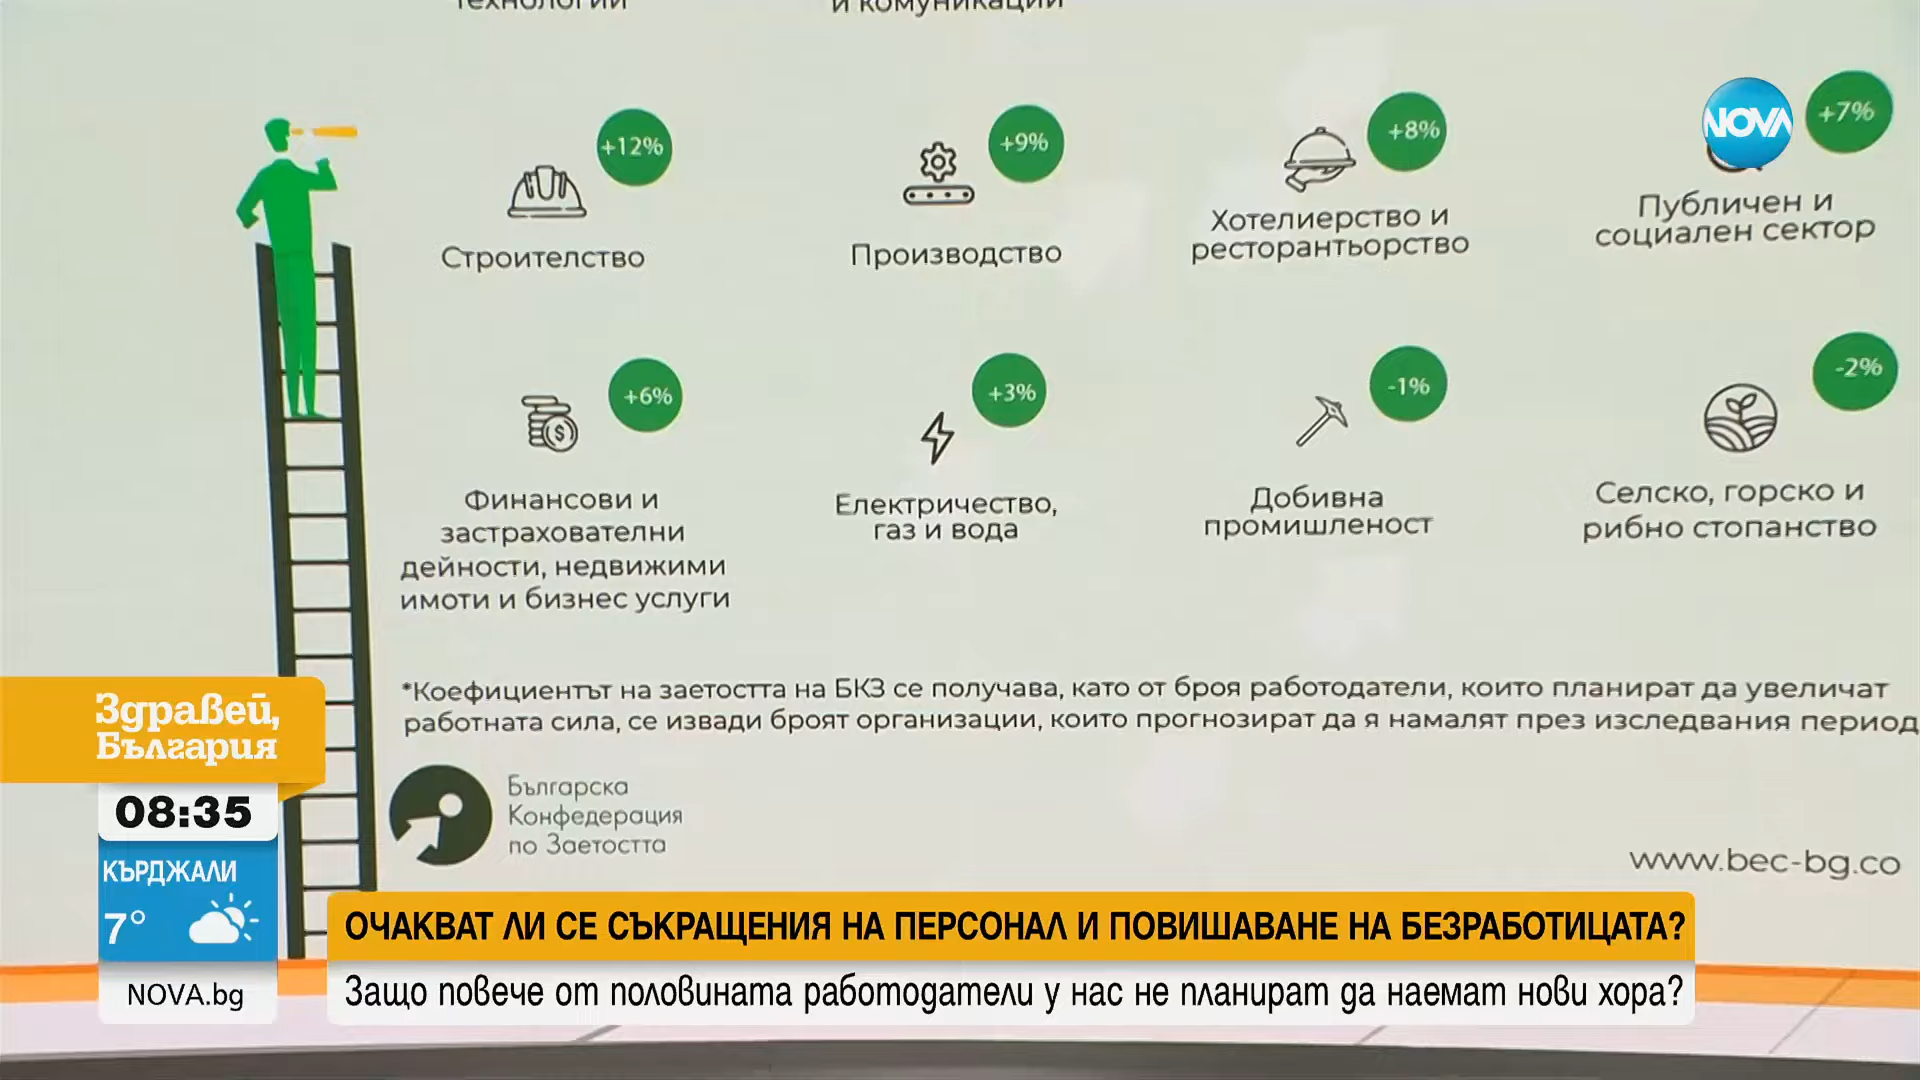 технологии
и комуникации
+12%
+9%
+8%
+7%
NOVA
Строителство
Производство
Хотелиерство и
ресторантьорство
Публичен и
социален сектор
+6%
+3%
-1%
-2%
$
Финансови и
застрахователни
дейности, недвижими
имоти и бизнес услуги
Електричество,
газ и вода
Добивна
промишленост
Селско, горско и
рибно стопанство
*Коефициентът на заетостта на БКЗ се получава, като от броя работодатели, които планират да увеличат
работната сила, се извади броят организации, които прогнозират да я намалят през изследвания период
Българска
Конфедерация
по Заетостта
www.bec-bg.co
Здравей,
България
08:35
КЪРДЖАЛИ
7°
NOVA.bg
ОЧАКВАТ ЛИ СЕ СЪКРАЩЕНИЯ НА ПЕРСОНАЛ И ПОВИШАВАНЕ НА БЕЗРАБОТИЦАТА?
Защо повече от половината работодатели у нас не планират да наемат нови хора?